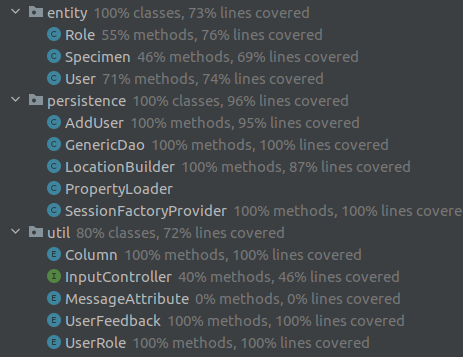 entity 100% classes, 73% lines covered
Role 55% methods, 76% lines covered
Specimen 46% methods, 69% lines covered
User 71% methods, 74% lines covered
persistence 100% classes, 96% lines covered
AddUser 100% methods, 95% lines covered
GenericDao 100% methods, 100% lines covered
LocationBuilder 100% methods, 87% lines covered
PropertyLoader
SessionFactoryProvider 100% methods, 100% lines covere
util 80% classes, 72% lines covered
Column 100% methods, 100% lines covered
InputController 40% methods, 46% lines covered
MessageAttribute 0% methods, 0% lines covered
UserFeedback 100% methods, 100% lines covered
UserRole 100% methods, 100% lines covered